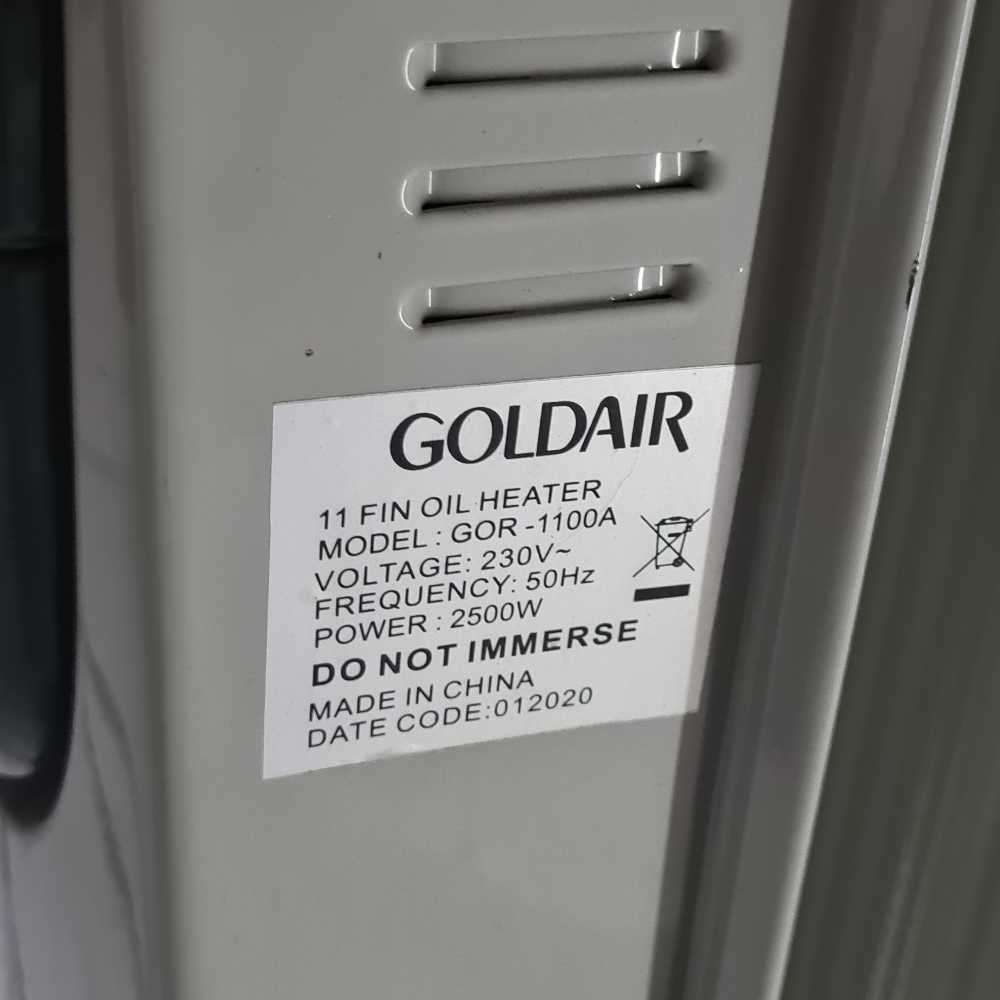 GOLDAIR
11 FIN OIL HEATER
MODEL : GOR -1100A
VOLTAGE: 230V~
FREQUENCY: 50Hz
POWER : 2500W
DO NOT IMMERSE
MADE IN CHINA
DATE CODE:012020